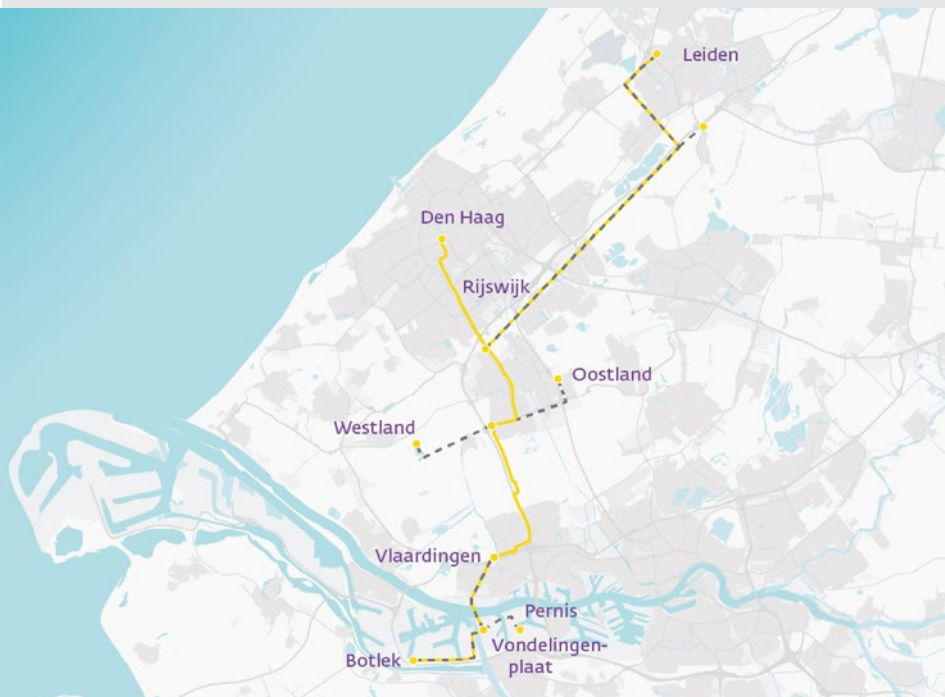 Leiden
Den Haag
Rijswijk
Oostland
Westland
Vlaardingen
Pernis
Vondelingen-
plaat
Botlek